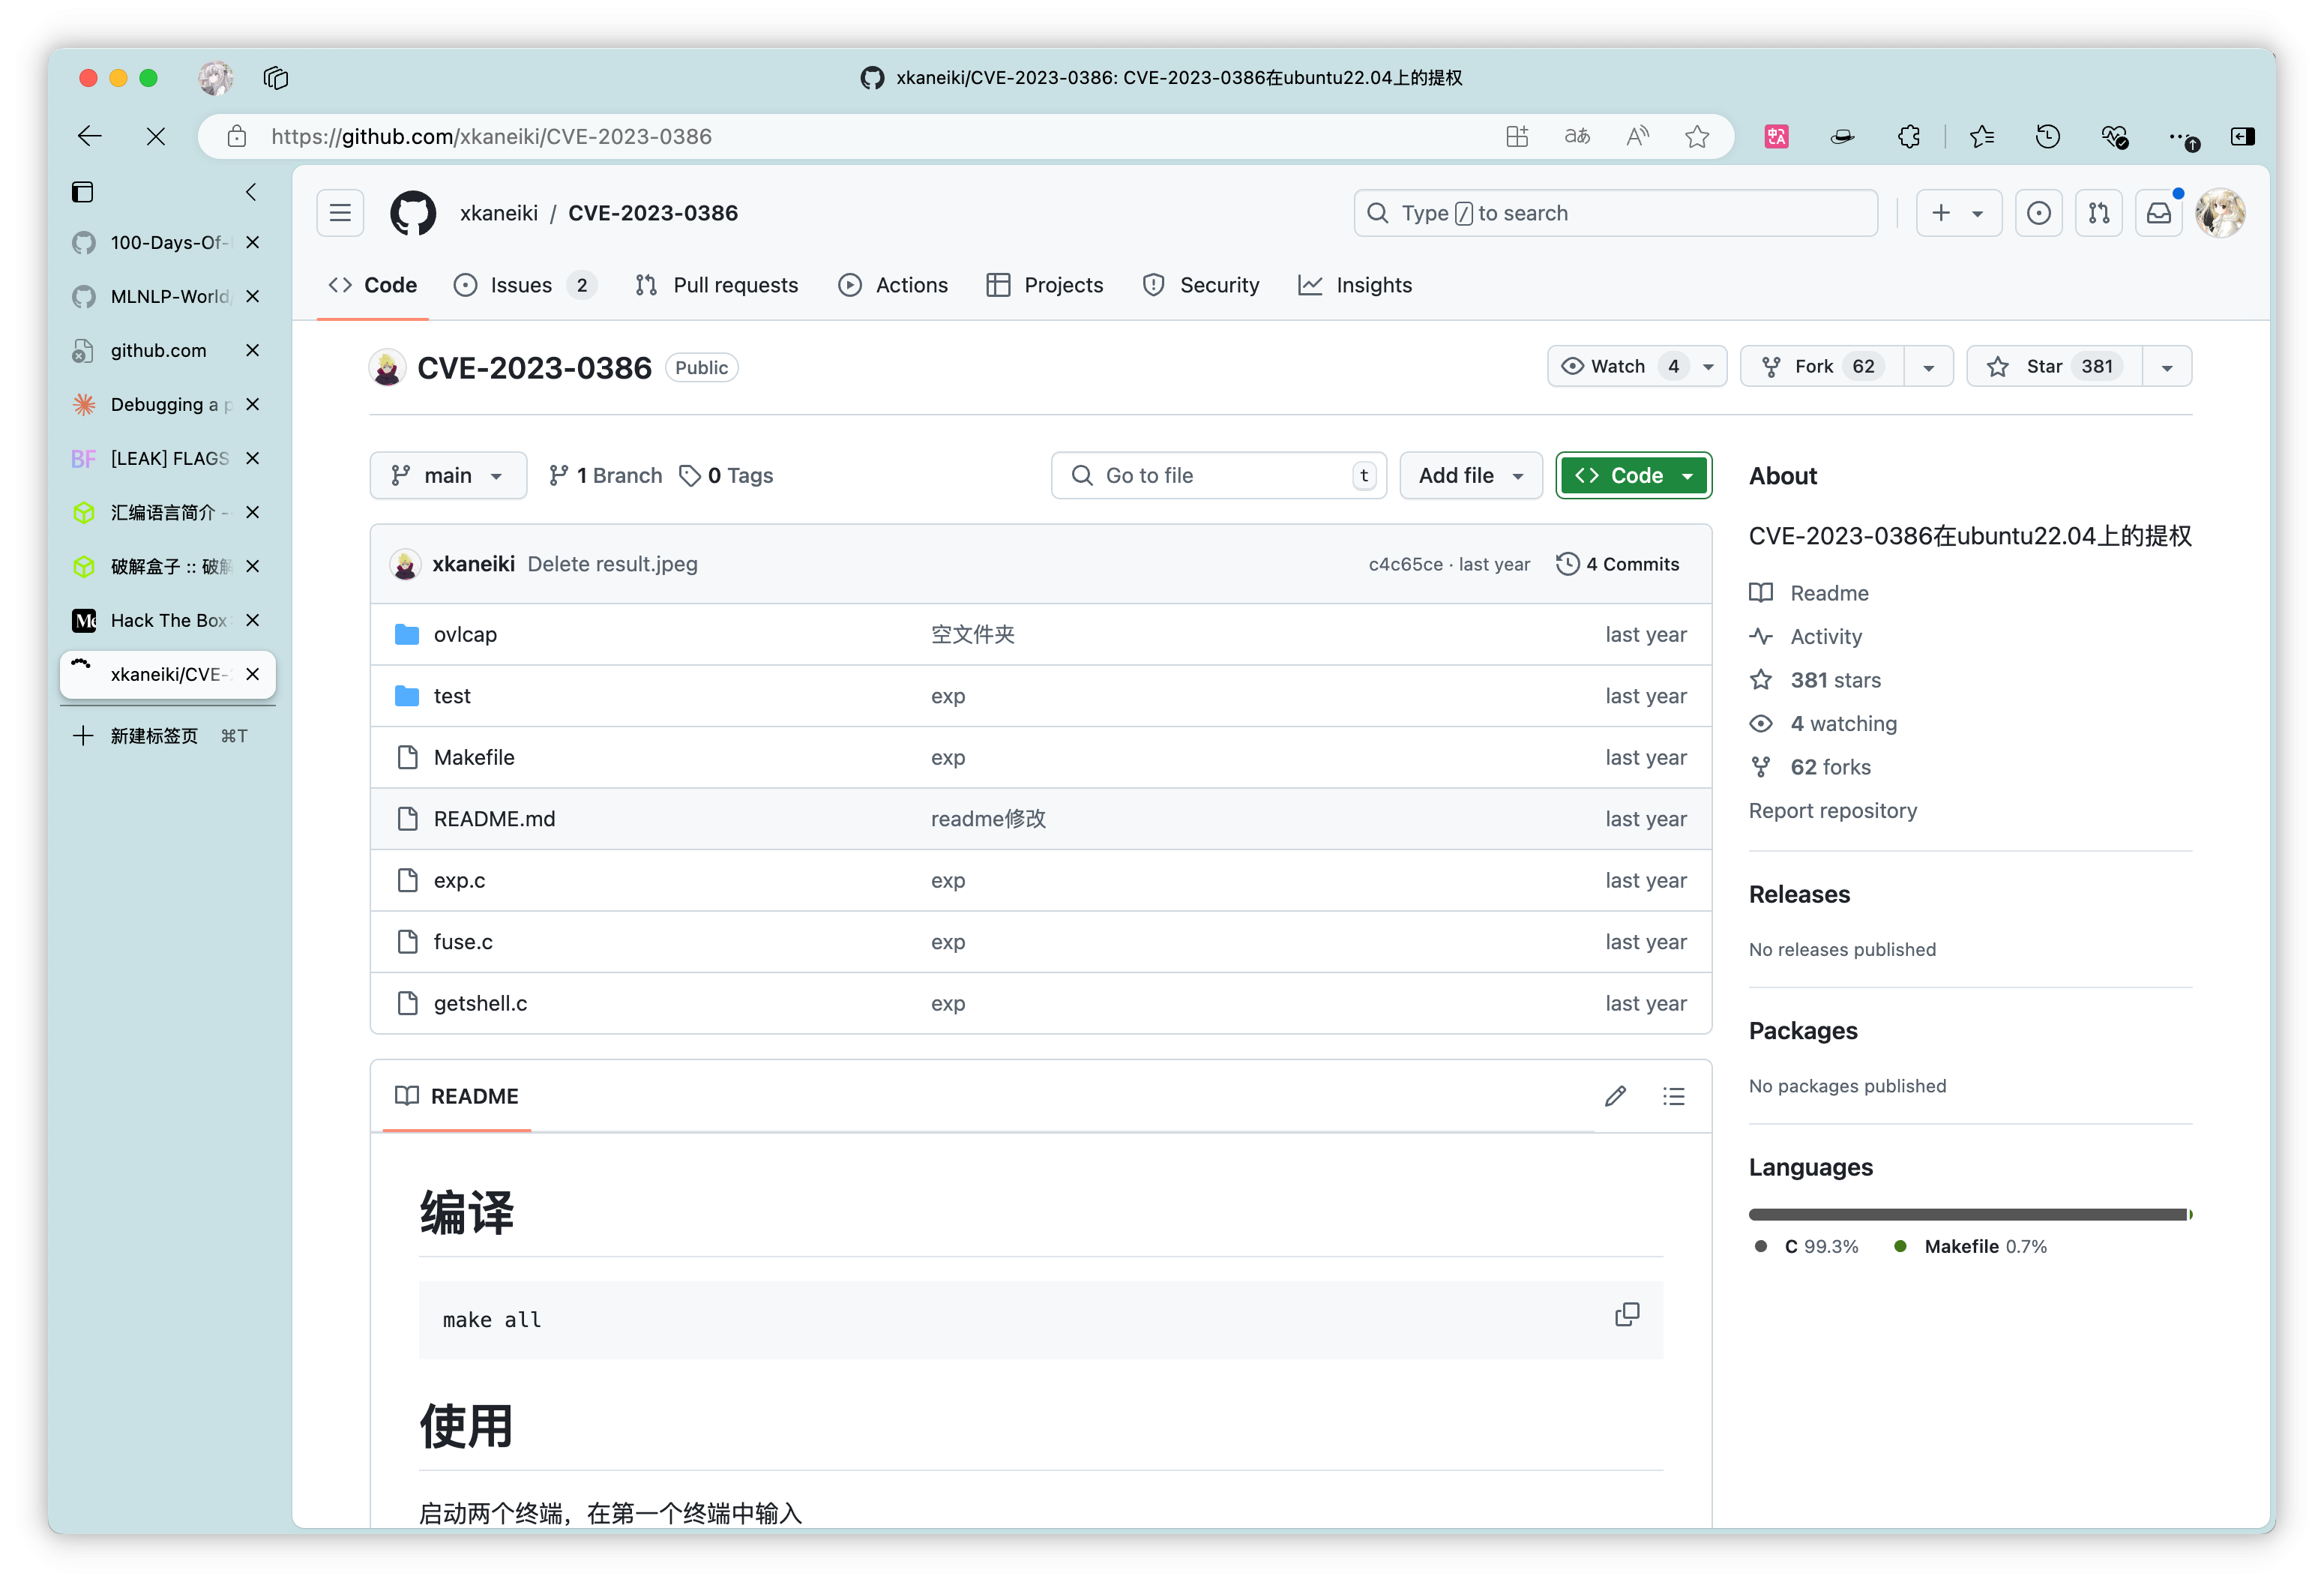 xkaneiki/CVE-2023-0386: CVE-2023-0386在ubuntu22.04上的提权
https://github.com/xkaneiki/CVE-2023-0386
100-Days-Of-
MLNLP-World/
github.com
Debugging a p
BF [LEAK] FLAGS
汇编语言简介 -
破解盒子 :: 破解
Hack The Box
xkaneiki/CVE-
新建标签页 ⌘T
xkaneiki / CVE-2023-0386
Type / to search
Code Issues 2 Pull requests Actions Projects Security Insights
CVE-2023-0386 Public
Watch 4 Fork 62 Star 381
main 1 Branch 0 Tags Go to file t Add file Code
xkaneiki Delete result.jpeg c4c65ce · last year 4 Commits
ovlcap 空文件夹 last year
test exp last year
Makefile exp last year
README.md readme修改 last year
exp.c exp last year
fuse.c exp last year
getshell.c exp last year
README
编译
make all
使用
启动两个终端，在第一个终端中输入
About
CVE-2023-0386在ubuntu22.04上的提权
Readme
Activity
381 stars
4 watching
62 forks
Report repository
Releases
No releases published
Packages
No packages published
Languages
C 99.3% Makefile 0.7%